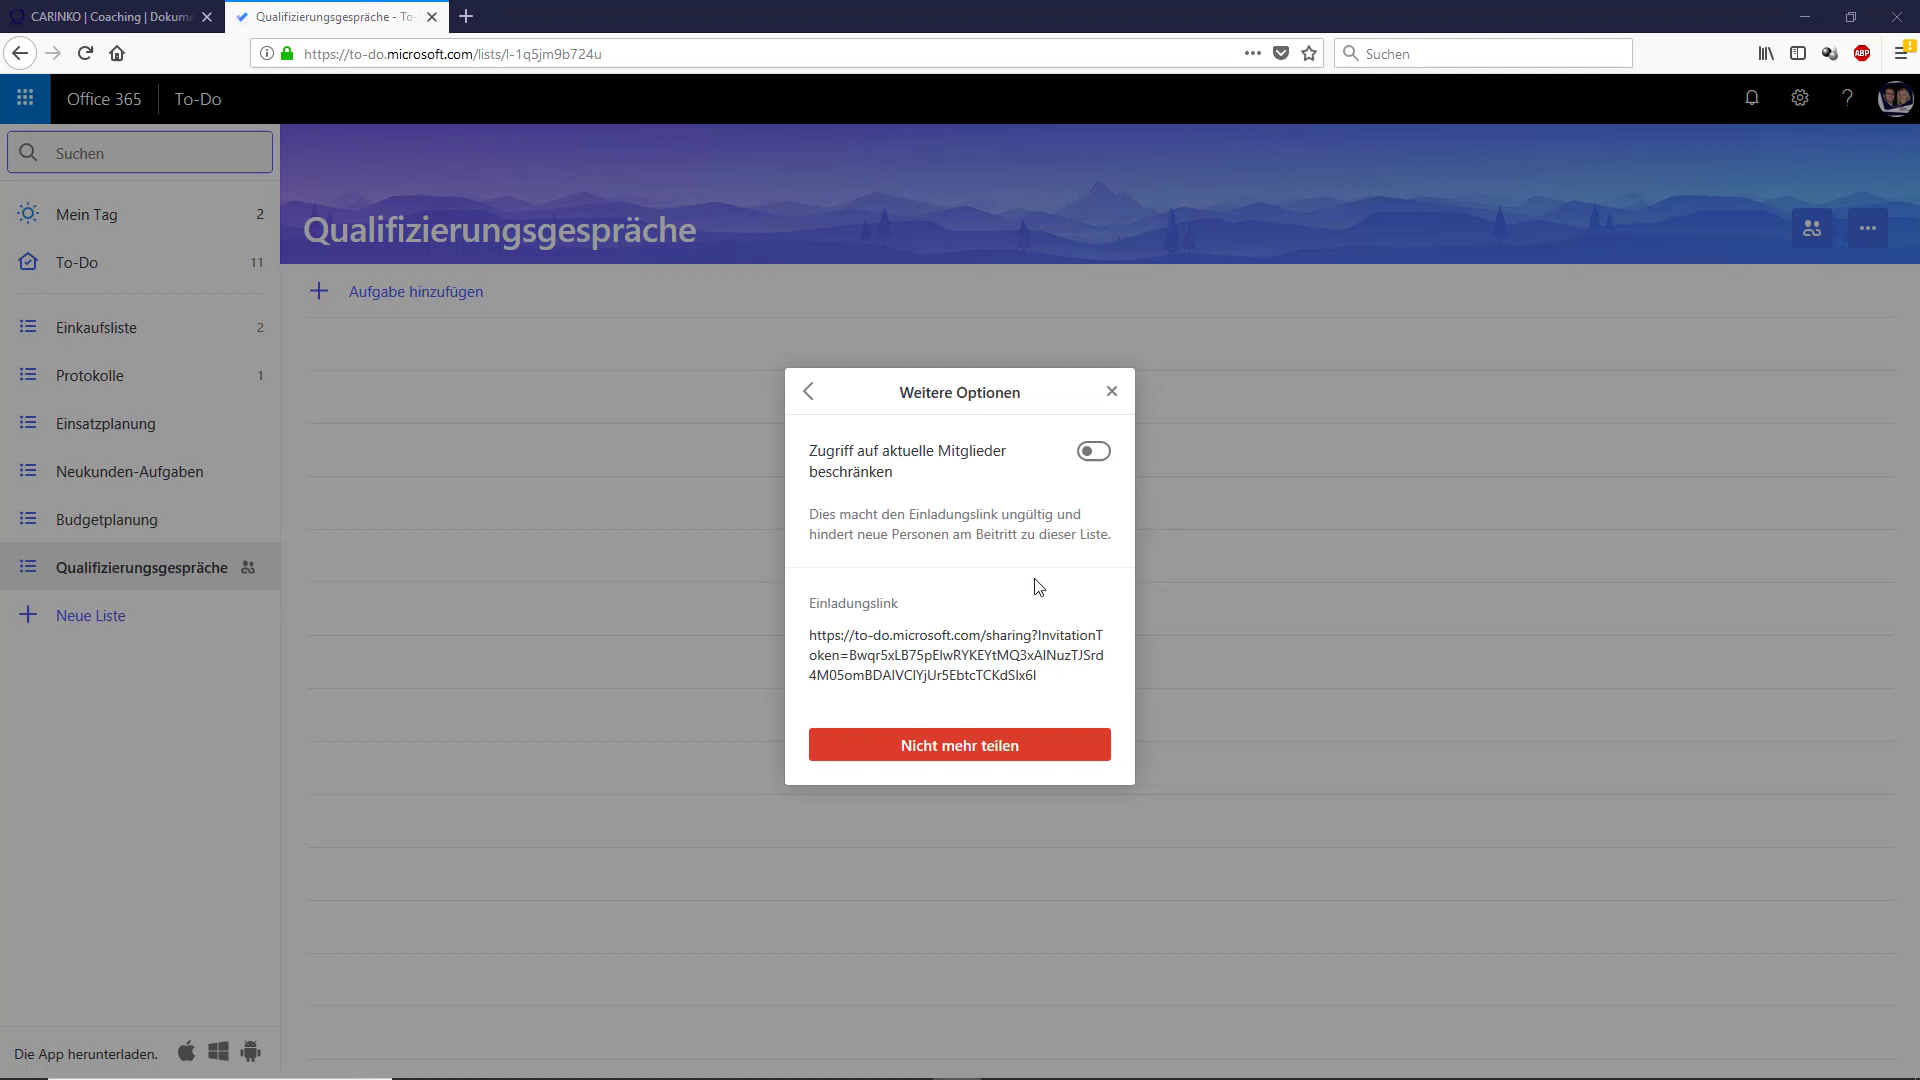 CARINKO | Coaching | Dokume
Qualifizierungsgespräche - To-
https://to-do.microsoft.com/lists/l-1q5jm9b724u
Suchen
ABP
Office 365
To-Do
?
Suchen
Mein Tag
2
To-Do
11
Einkaufsliste
2
Protokolle
1
Einsatzplanung
Neukunden-Aufgaben
Budgetplanung
Qualifizierungsgespräche
Neue Liste
Die App herunterladen.
Qualifizierungsgespräche
Aufgabe hinzufügen
Weitere Optionen
Zugriff auf aktuelle Mitglieder
beschränken
Dies macht den Einladungslink ungültig und
hindert neue Personen am Beitritt zu dieser Liste.
Einladungslink
https://to-do.microsoft.com/sharing?InvitationT
Nicht mehr teilen